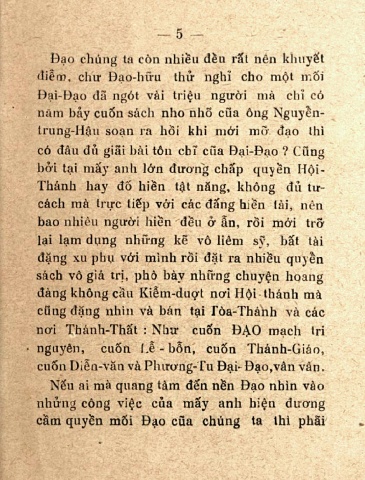 — 5 —
Đạo chúng ta còn nhiều đều rất nên khuyết
điểm, chư Đạo-hữu thử nghỉ cho một mối
Đại-Đạo đã ngót vài triệu người mà chỉ có
năm bảy cuốn sách nho nhỏ của ông Nguyễn-
trung-Hậu soạn ra hồi khi mới mở đạo thì
có đâu đủ giải bài tôn chỉ của Đại-Đạo ? Cũng
bởi tại mấy anh lớn đương chấp quyền Hội-
Thánh hay đố hiền tật năng, không đủ tư-
cách mà trực tiếp với các đấng hiền tài, nên
bao nhiêu người hiền đều ở ẩn, rồi mới trở
lại lạm dụng những kẽ vô liêm sỹ, bất tài
đặng xu phụ với mình rồi đặt ra nhiều quyển
sách vô giá trị, phô bày những chuyện hoang
đàng không cầu Kiểm-duợt nơi Hội-thánh mà
cũng đặng nhìn và bán tại Tòa-Thánh và các
nơi Thánh-Thất : Như cuốn ĐẠO mạch tri
nguyên, cuốn Lễ-bổn, cuốn Thánh-Giáo,
cuốn Diễn-văn và Phương-Tu Đại-Đạo,vân vân.
Nếu ai mà quang tâm đến nền Đạo nhìn vào
những công việc của mấy anh hiện đương
cầm quyền mối Đạo của chúng ta thì phải